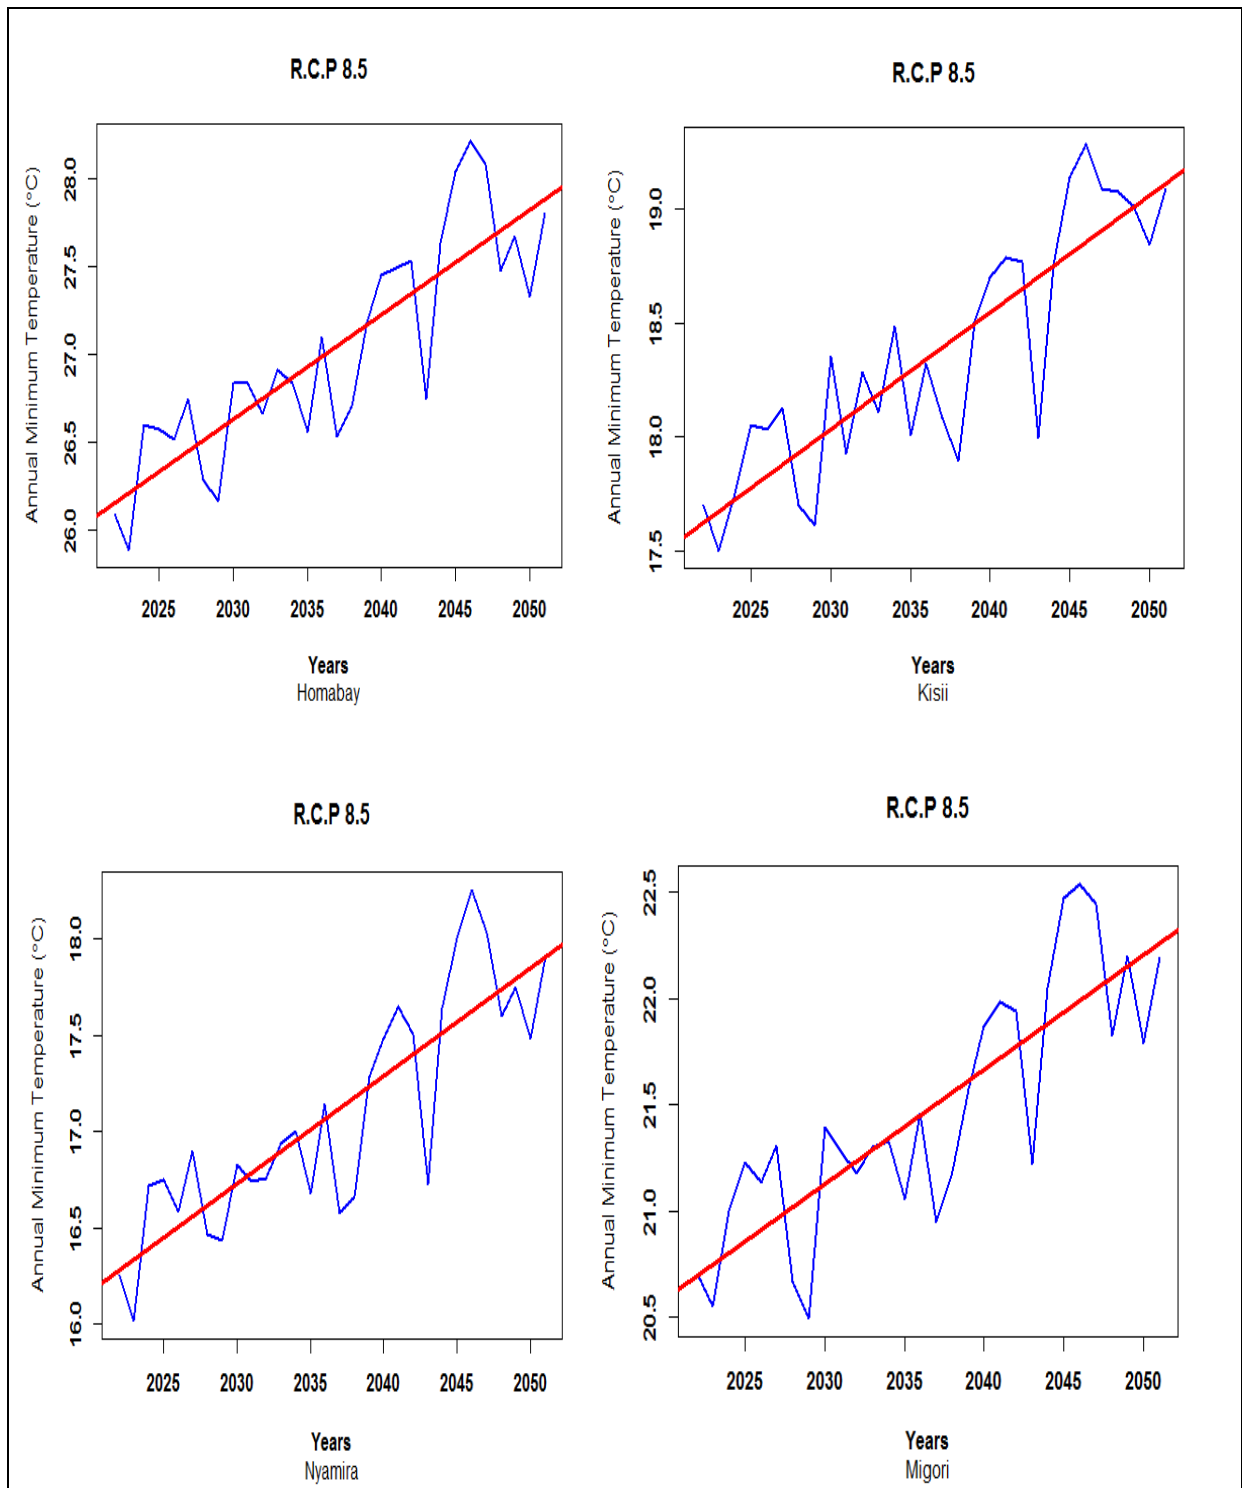 R.C.P 8.5
Annual Minimum Temperature (°C)
28.0
27.5
27.0
26.5
26.0
2025 2030 2035 2040 2045 2050
Years
Homabay
R.C.P 8.5
Annual Minimum Temperature (°C)
19.0
18.5
18.0
17.5
2025 2030 2035 2040 2045 2050
Years
Kisii
R.C.P 8.5
Annual Minimum Temperature (°C)
18.0
17.5
17.0
16.5
16.0
2025 2030 2035 2040 2045 2050
Years
Nyamira
R.C.P 8.5
Annual Minimum Temperature (°C)
22.5
22.0
21.5
21.0
20.5
2025 2030 2035 2040 2045 2050
Years
Migori